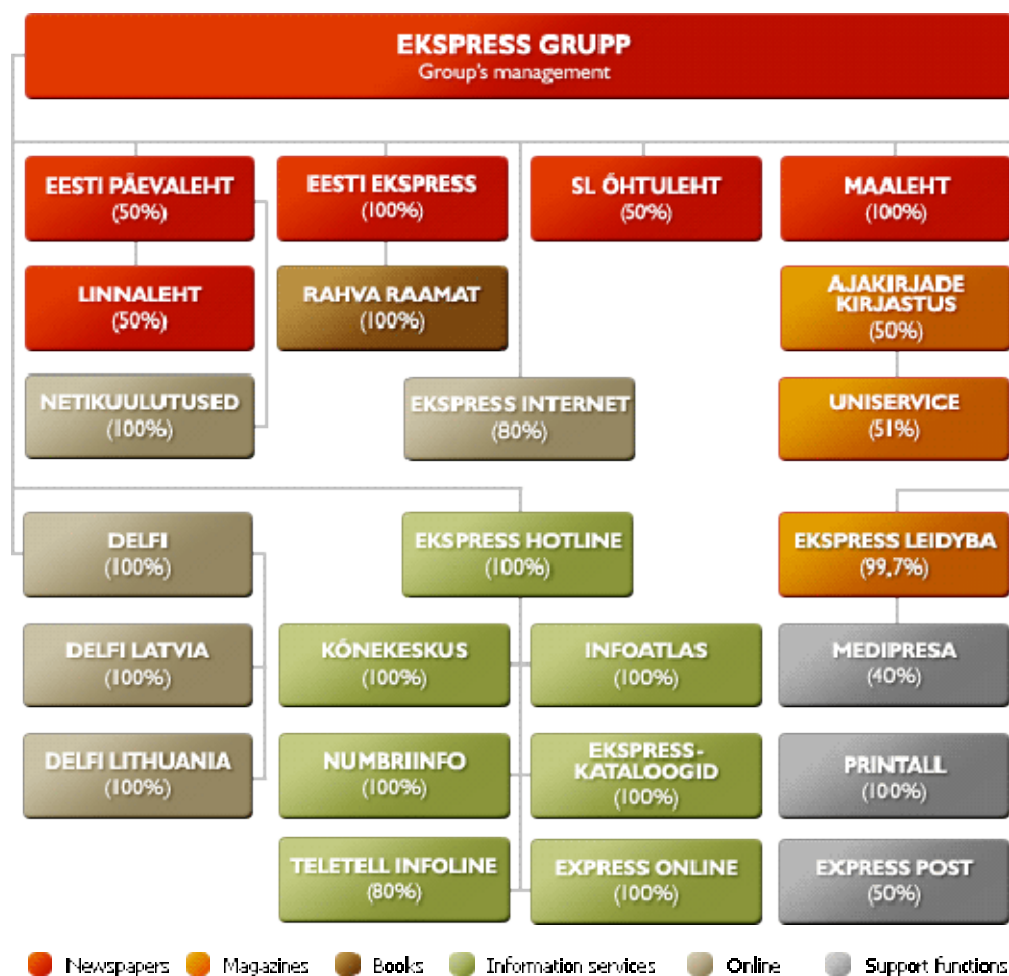 EKSPRESS GRUPP
Group's management
EESTI PÄEVALEHT
(50%)
EESTI EKSPRESS
(100%)
SL ÕHTULEHT
(50%)
MAALEHT
(100%)
LINNALEHT
(50%)
RAHVA RAAMAT
(100%)
AJAKIRJADE
KIRJASTUS
(50%)
NETIKUULUTUSED
(100%)
EKSPRESS INTERNET
(80%)
UNISERVICE
(51%)
DELFI
(100%)
EKSPRESS HOTLINE
(100%)
EKSPRESS LEIDYBA
(99,7%)
DELFI LATVIA
(100%)
KÕNEKESKUS
(100%)
INFOATLAS
(100%)
MEDIPRESA
(40%)
DELFI LITHUANIA
(100%)
NUMBRIINFO
(100%)
EKSPRESS-
KATALOOGID
(100%)
PRINTALL
(100%)
TELETELL INFOLINE
(80%)
EXPRESS ONLINE
(100%)
EXPRESS POST
(50%)
Newspapers Magazines Books Information services Online Support functions